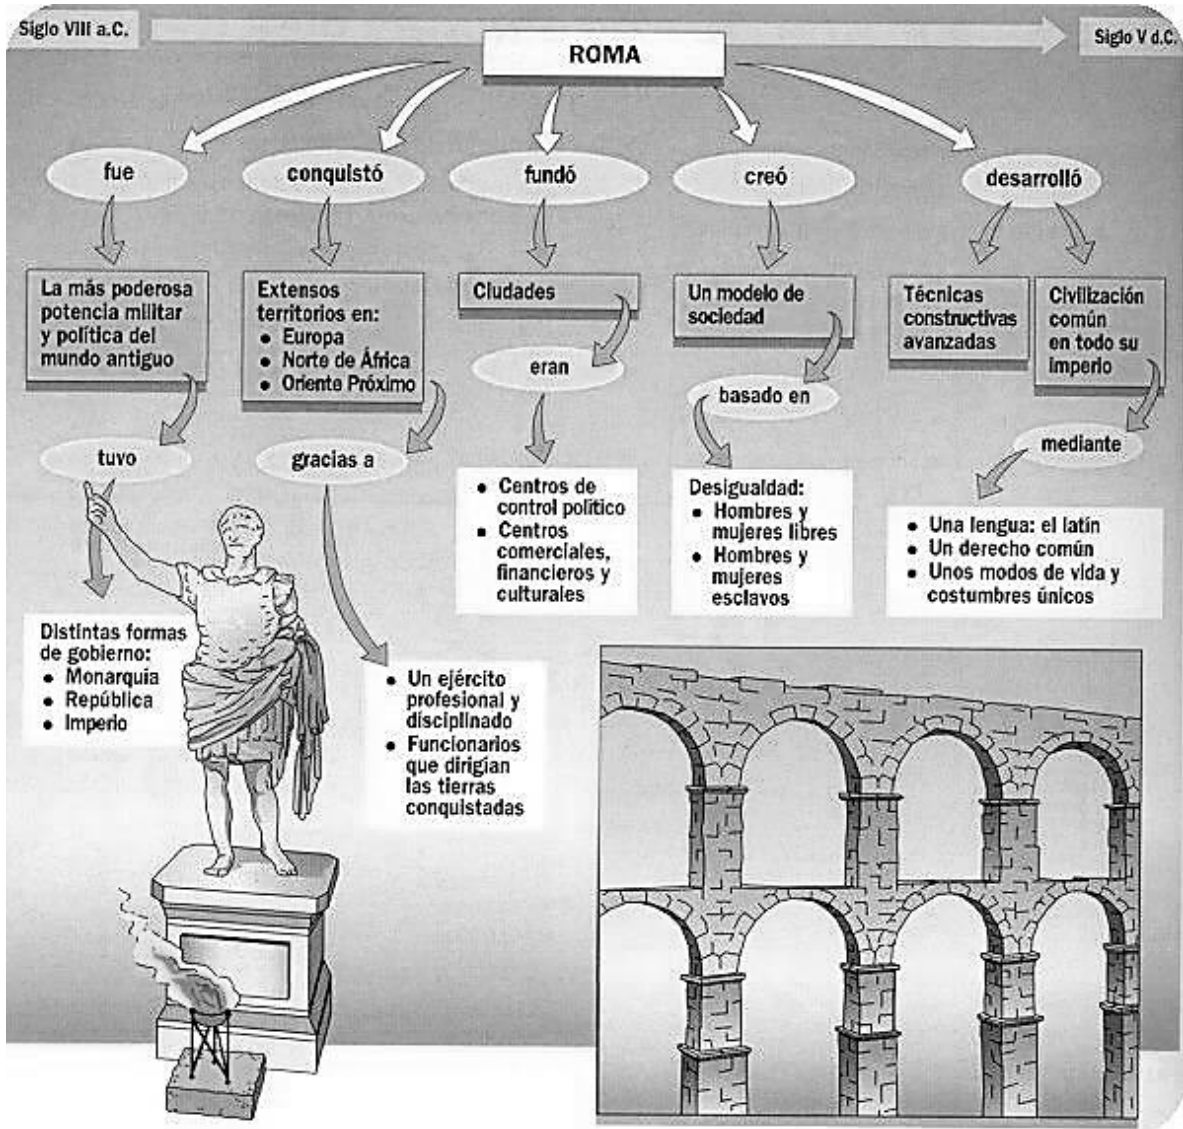 Siglo VIII a.C.
Siglo V d.C.
ROMA
fue
conquistó
fundó
creó
desarrolló
La más poderosa
potencia militar
y política del
mundo antiguo
Extensos
territorios en:
● Europa
● Norte de África
● Oriente Próximo
Ciudades
Un modelo de
sociedad
Técnicas
constructivas
avanzadas
Civilización
común
en todo su
imperio
tuvo
gracias a
eran
basado en
mediante
Distintas formas
de gobierno:
● Monarquía
● República
● Imperio
● Un ejército
profesional y
disciplinado
● Funcionarios
que dirigían
las tierras
conquistadas
● Centros de
control político
■ Centros
comerciales,
financieros y
culturales
Desigualdad:
● Hombres y
mujeres libres
● Hombres y
mujeres
esclavos
● Una lengua: el latín
● Un derecho común
● Unos modos de vida y
costumbres únicos